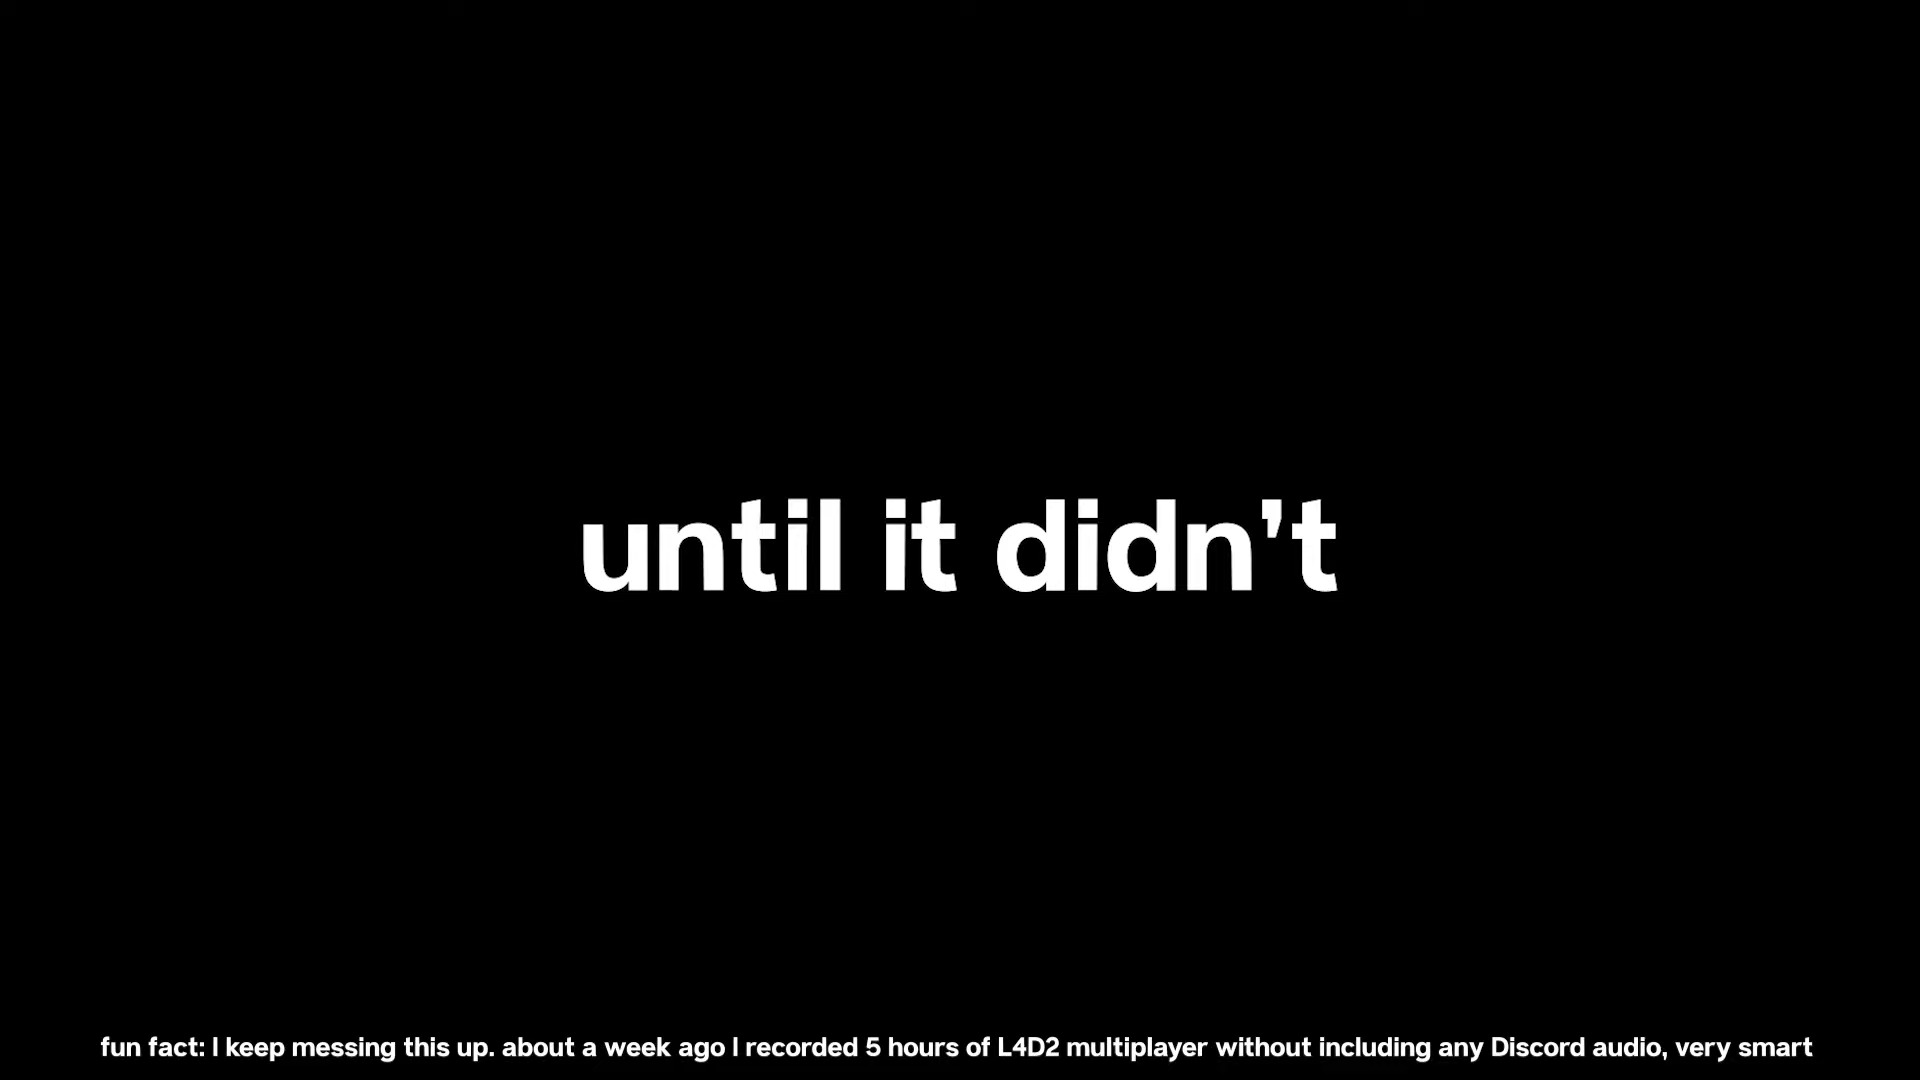 until it didn't
fun fact: I keep messing this up. about a week ago I recorded 5 hours of L4D2 multiplayer without including any Discord audio, very smart